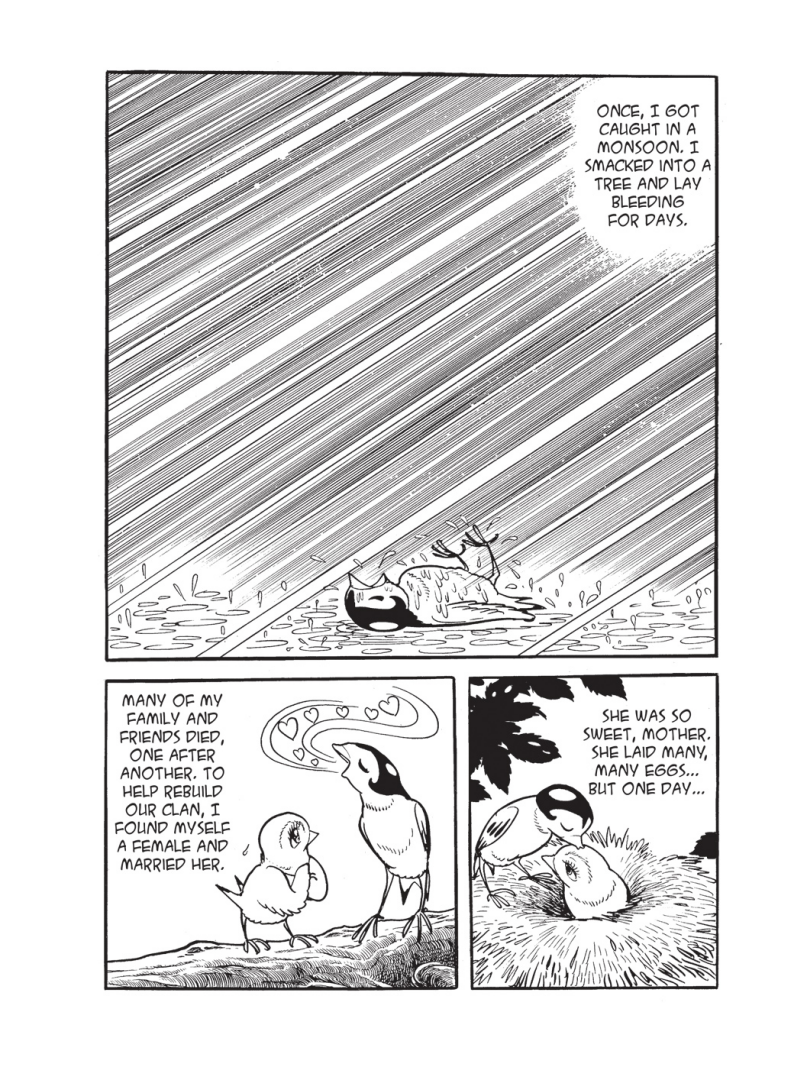 ONCE, I GOT
CAUGHT IN A
MONSOON. I
SMACKED INTO A
TREE AND LAY
BLEEDING
FOR DAYS.
MANY OF MY
FAMILY AND
FRIENDS DIED,
ONE AFTER
ANOTHER. TO
HELP REBUILD
OUR CLAN, I
FOUND MYSELF
A FEMALE AND
MARRIED HER.
SHE WAS SO
SWEET, MOTHER.
SHE LAID MANY,
MANY EGGS...
BUT ONE DAY...